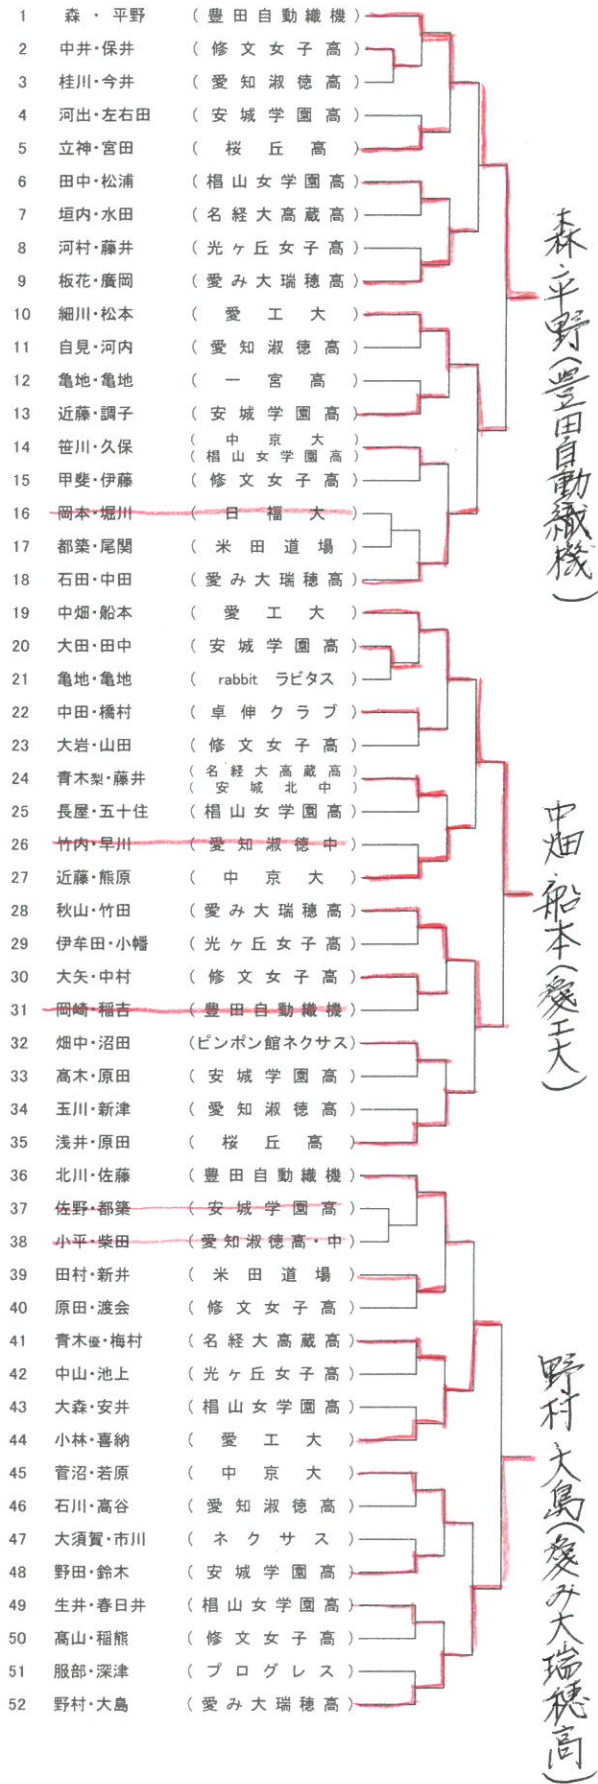 1 森・平野 (豊田自動織機)
2 中井・保井 (修文女子高)
3 桂川・今井 (愛知淑徳高)
4 河出・左右田 (安城学園高)
5 立神・宮田 (桜丘高)
6 田中・松浦 (椙山女学園高)
7 垣内・水田 (名経大高蔵高)
8 河村・藤井 (光ヶ丘女子高)
9 板花・廣岡 (愛み大瑞穂高)
10 細川・松本 (愛工大)
11 自見・河内 (愛知淑徳高)
12 亀地・亀地 (一宮高)
13 近藤・調子 (安城学園高)
14 笹川・久保 (中京大)
(椙山女学園高)
15 甲斐・伊藤 (修文女子高)
16 岡本・堀川 (日福大)
17 都築・尾関 (米田道場)
18 石田・中田 (愛み大瑞穂高)
19 中畑・船本 (愛工大)
20 大田・田中 (安城学園高)
21 亀地・亀地 (rabbit ラビタス)
22 中田・橋村 (卓伸クラブ)
23 大岩・山田 (修文女子高)
24 青木梨・藤井 (名経大高蔵高)
(安城北中)
25 長屋・五十住 (椙山女学園高)
26 竹内・早川 (愛知淑徳中)
27 近藤・熊原 (中京大)
28 秋山・竹田 (愛み大瑞穂高)
29 伊牟田・小幡 (光ヶ丘女子高)
30 大矢・中村 (修文女子高)
31 岡崎・稲吉 (豊田自動織機)
32 畑中・沼田 (ピンポン館ネクサス)
33 髙木・原田 (安城学園高)
34 玉川・新津 (愛知淑徳高)
35 浅井・原田 (桜丘高)
36 北川・佐藤 (豊田自動織機)
37 佐野・都築 (安城学園高)
38 小平・柴田 (愛知淑徳高・中)
39 田村・新井 (米田道場)
40 原田・渡会 (修文女子高)
41 青木優・梅村 (名経大高蔵高)
42 中山・池上 (光ヶ丘女子高)
43 大森・安井 (椙山女学園高)
44 小林・喜納 (愛工大)
45 菅沼・若原 (中京大)
46 石川・髙谷 (愛知淑徳高)
47 大須賀・市川 (ネクサス)
48 野田・鈴木 (安城学園高)
49 生井・春日井 (椙山女学園高)
50 髙山・稲熊 (修文女子高)
51 服部・深津 (プログレス)
52 野村・大島 (愛み大瑞穂高)
森・平野(豊田自動織機)
中畑・船本(愛工大)
野村 大島(愛み大瑞穂高)